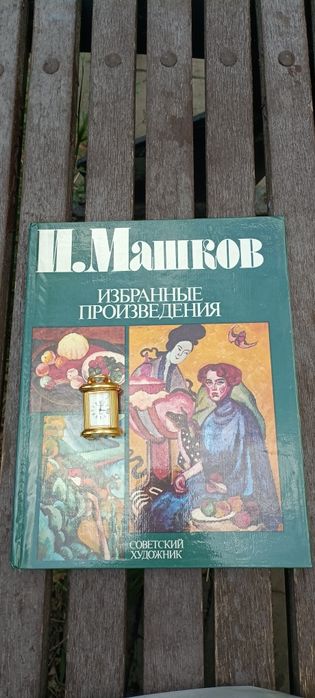 И.Машков
ИЗБРАННЫЕ
ПРОИЗВЕДЕНИЯ
СОВЕТСКИЙ
ХУДОЖНИК